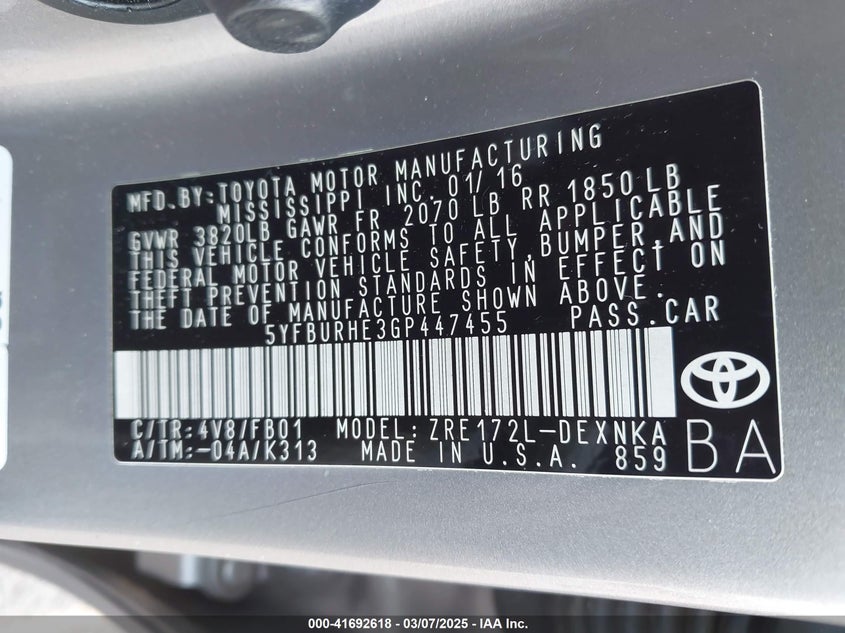 MFD. BY: TOYOTA MOTOR MANUFACTURING
MISSISSIPPI INC. 01/16
GVWR 3820LB GAWR FR 2070 LB RR 1850 LB
THIS VEHICLE CONFORMS TO ALL APPLICABLE
FEDERAL MOTOR VEHICLE SAFETY, BUMPER, AND
THEFT PREVENTION STANDARDS IN EFFECT ON
THE DATE OF MANUFACTURE SHOWN ABOVE.
5YFBURHE3GP447455 PASS.CAR
C/TR:4V8/FB01 MODEL:ZRE172L-DEXNKA
A/TM:-04A/K313 MADE IN U.S.A. 859
BA
000-41692618 - 03/07/2025 - IAA Inc.